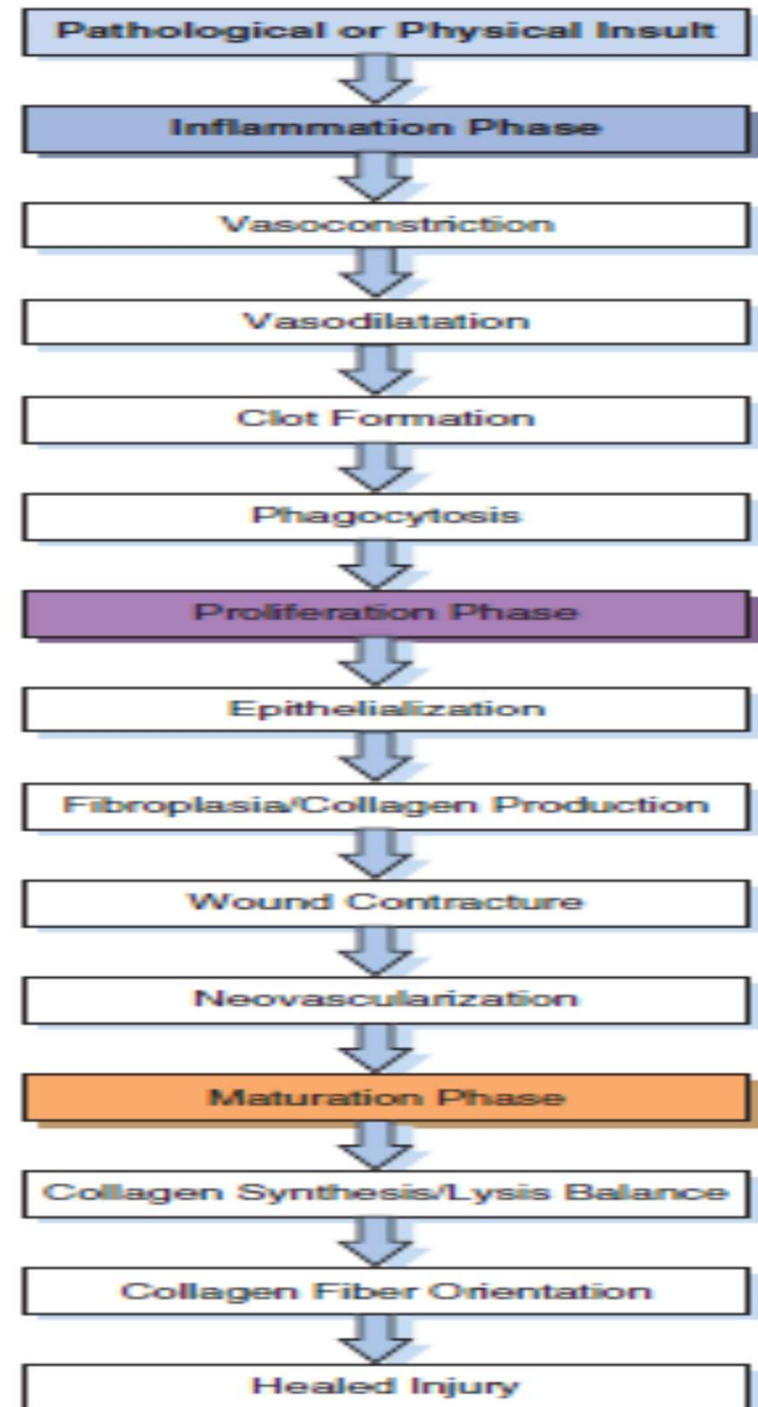 Pathological or Physical Insult
Inflammation Phase
Vasoconstriction
Vasodilatation
Clot Formation
Phagocytosis
Proliferation Phase
Epithelialization
Fibroplasia/Collagen Production
Wound Contracture
Neovascularization
Maturation Phase
Collagen Synthesis/Lysis Balance
Collagen Fiber Orientation
Healed Injury